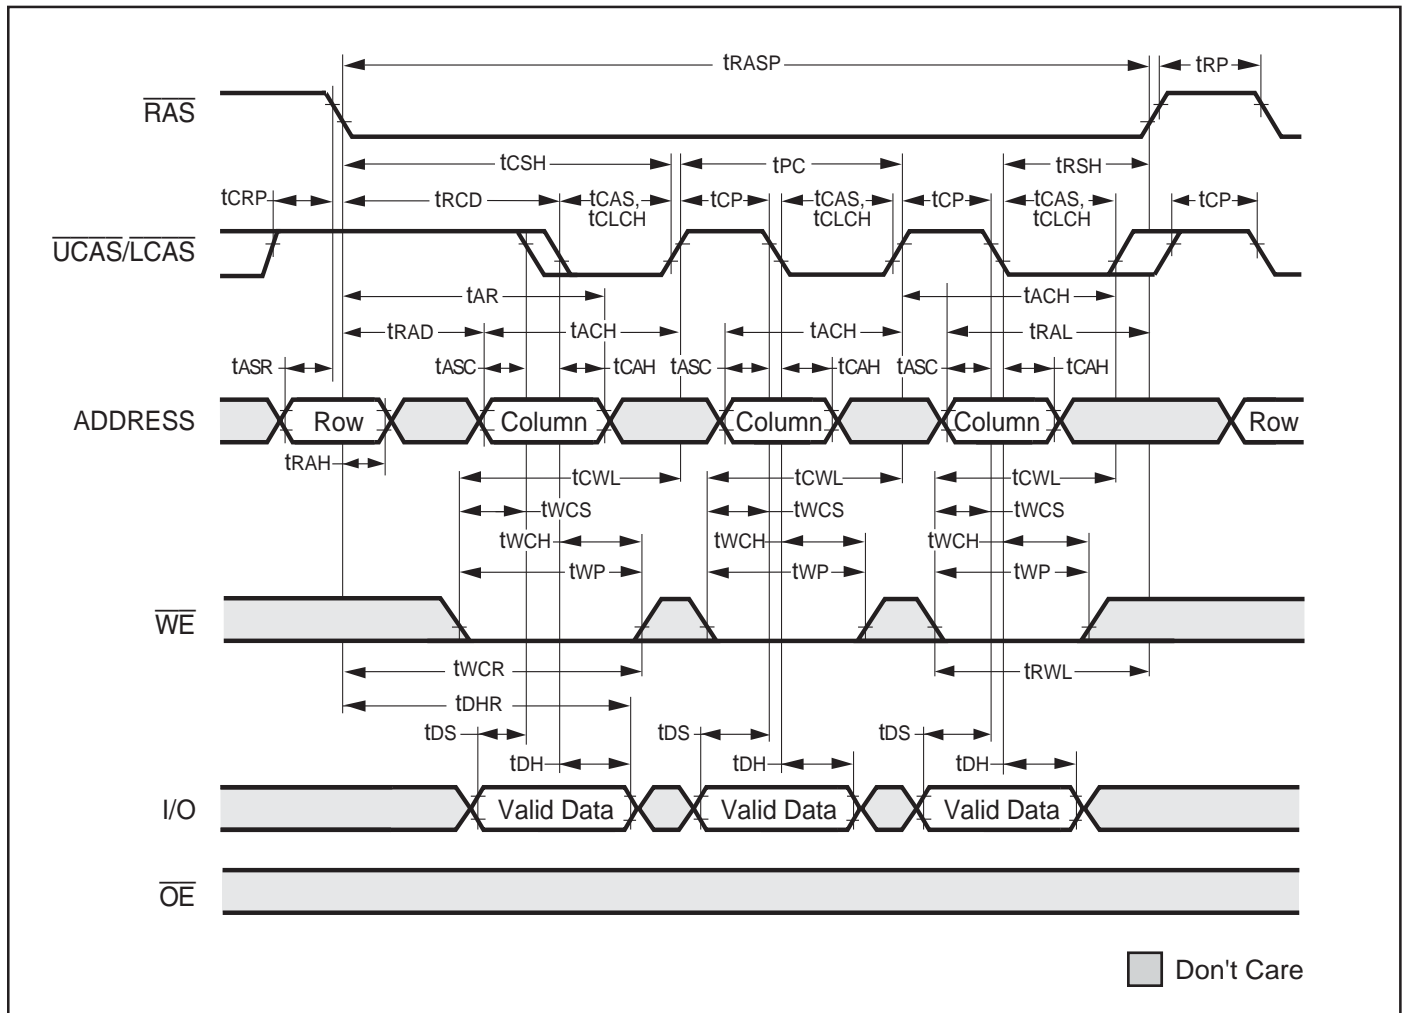 tRASP tRP
RAS
tCSH tPC tRSH
tCRP tRCD tCAS, tCLCH tCP tCAS, tCLCH tCP tCAS, tCLCH tCP
UCAS/LCAS
tAR tACH
tRAD tACH tACH tRAL
tASR tASC tCAH tASC tCAH tASC tCAH
ADDRESS Row Column Column Column Row
tRAH
tCWL tCWL tCWL
tWCS tWCS tWCS
tWCH tWCH tWCH
tWP tWP tWP
WE
tWCR tRWL
tDHR
tDS tDS tDS
tDH tDH tDH
I/O Valid Data Valid Data Valid Data
OE
Don't Care